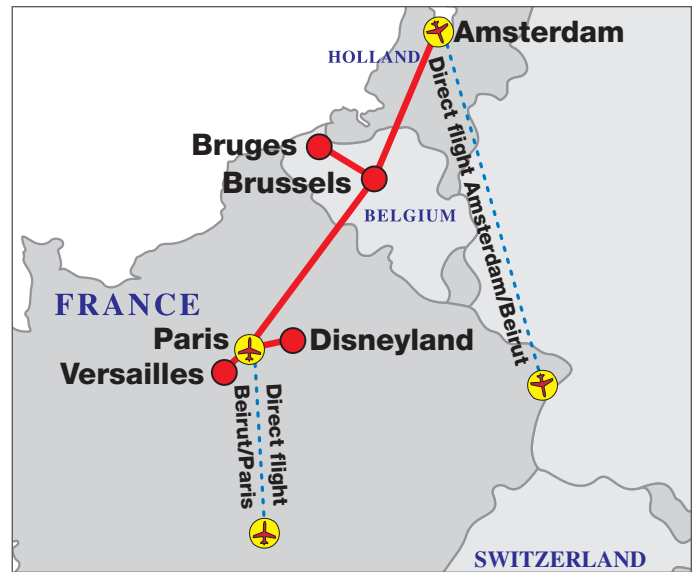 Amsterdam
HOLLAND
Direct flight Amsterdam/Beirut
Bruges
Brussels
BELGIUM
FRANCE
Paris
Disneyland
Versailles
Direct flight
Beirut/Paris
SWITZERLAND